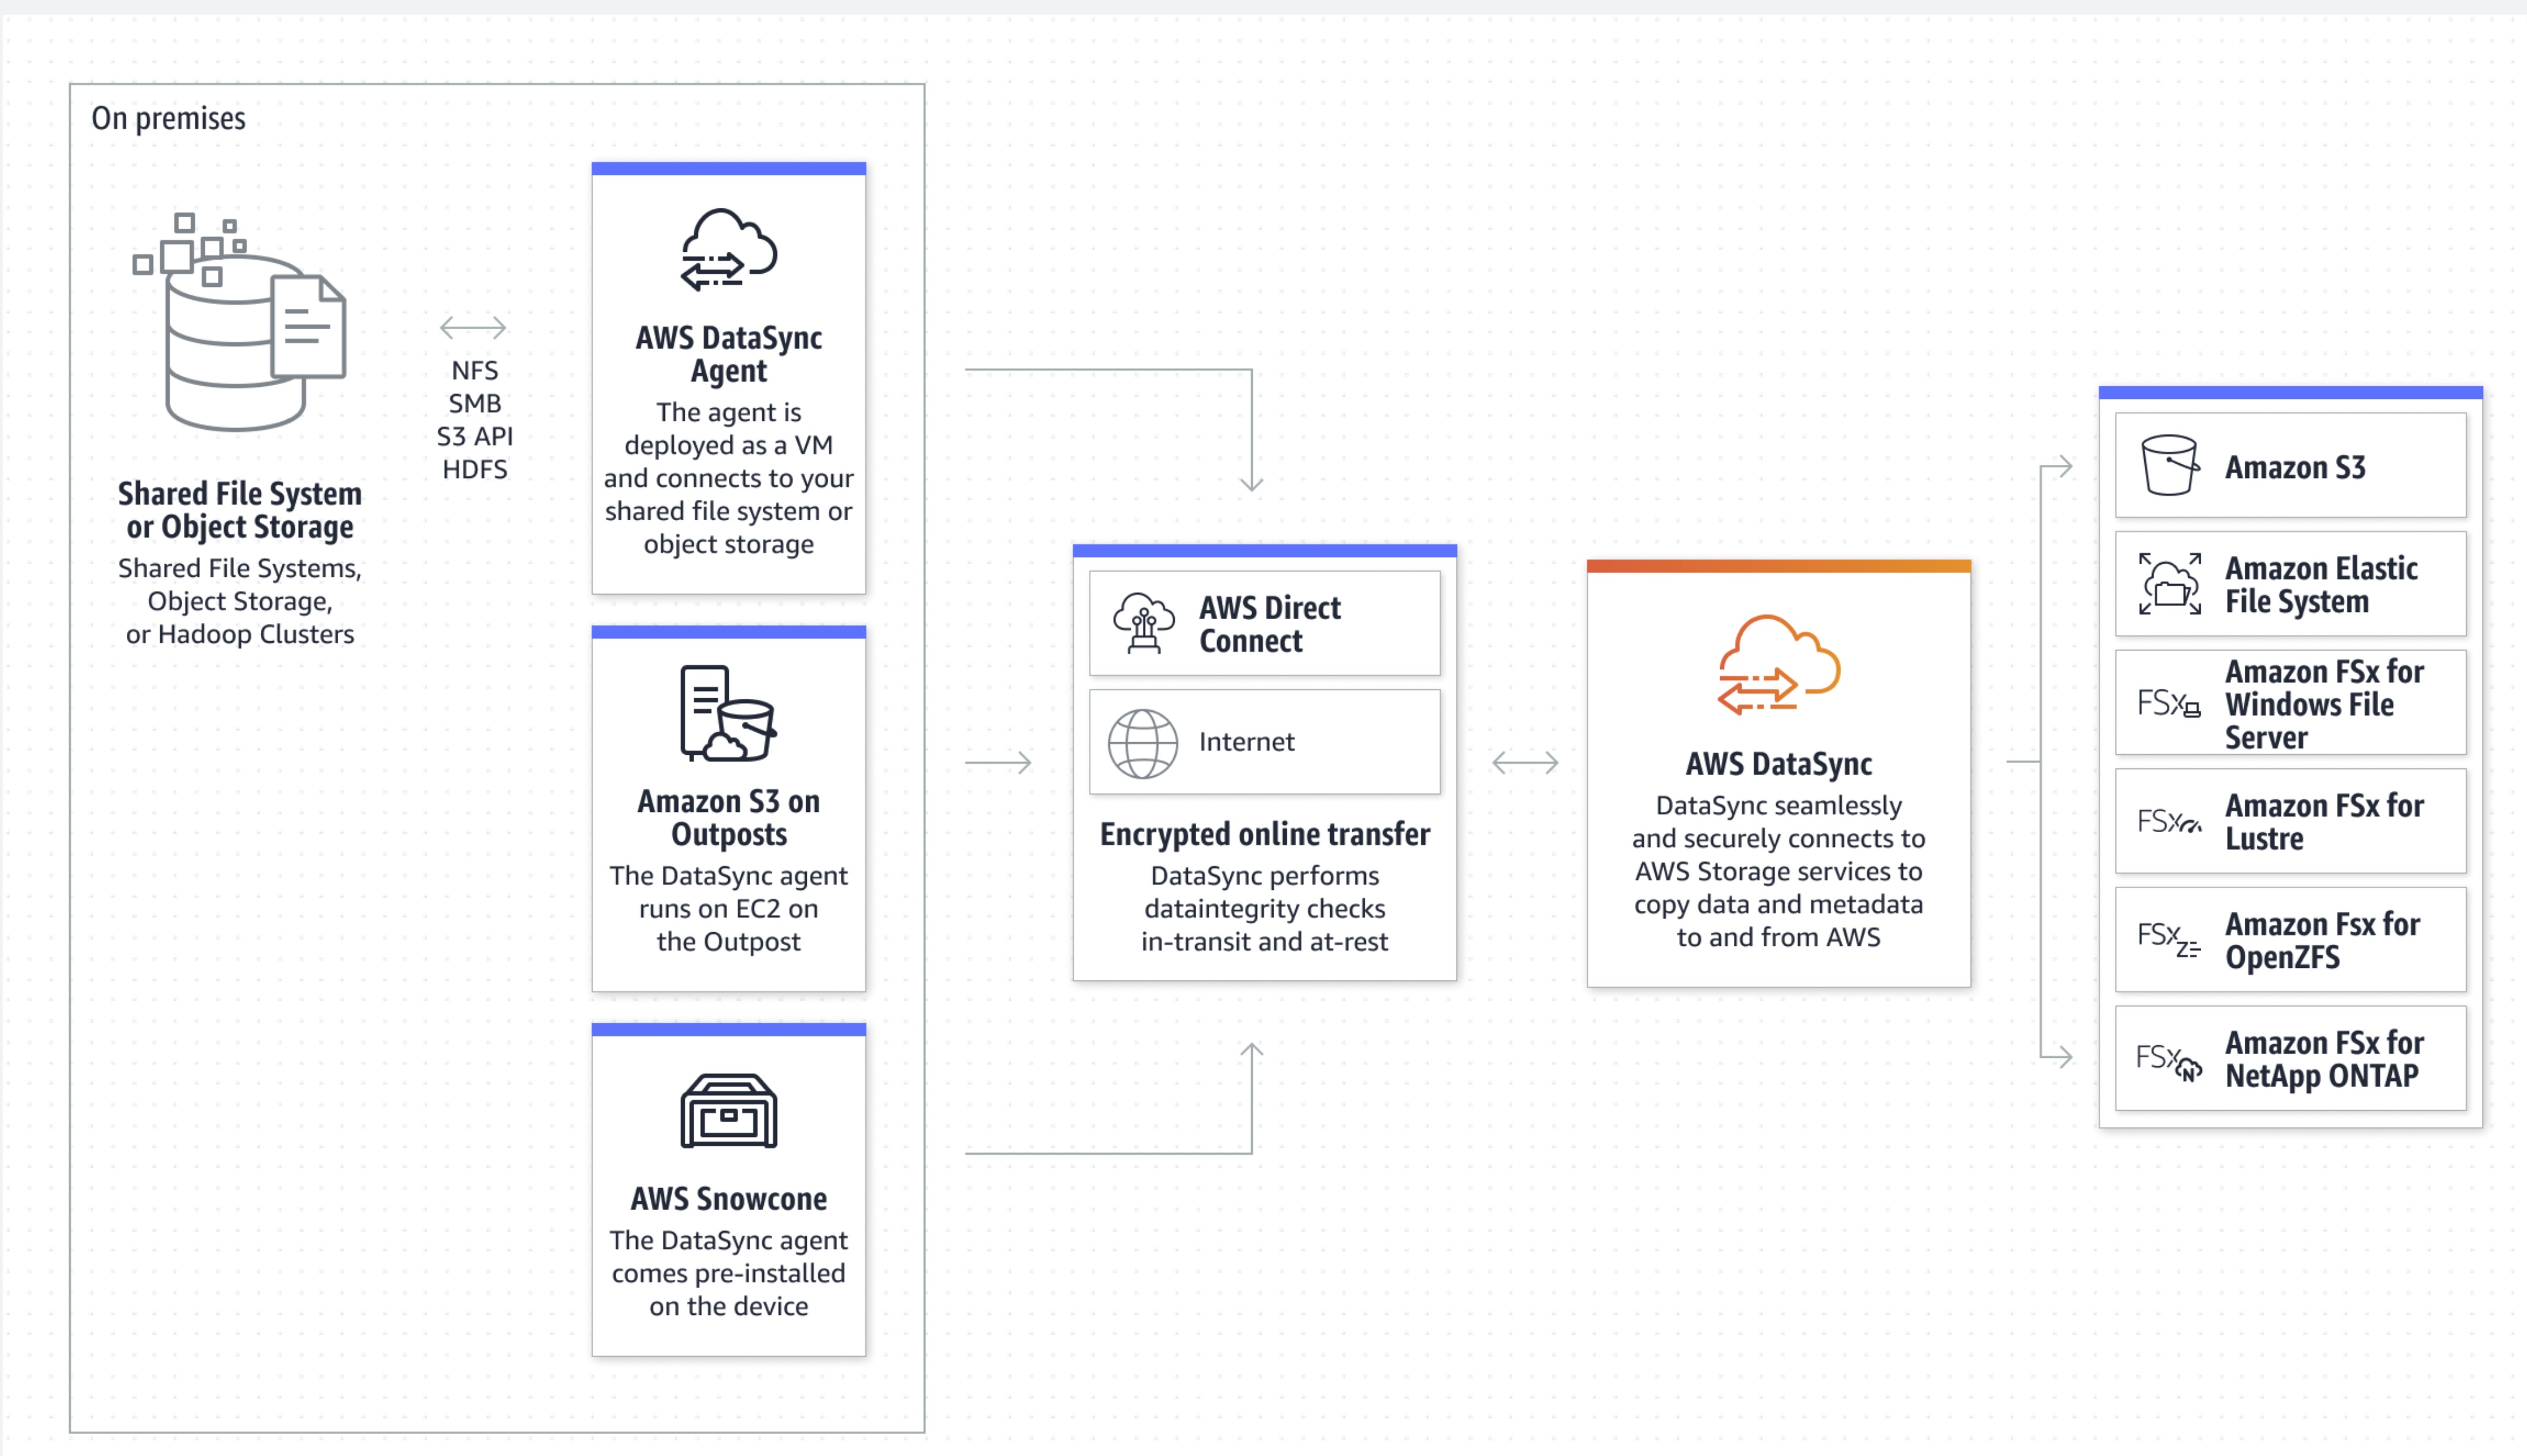 On premises
Shared File System
or Object Storage
Shared File Systems,
Object Storage,
or Hadoop Clusters
NFS
SMB
S3 API
HDFS
AWS DataSync
Agent
The agent is
deployed as a VM
and connects to your
shared file system or
object storage
Amazon S3 on
Outposts
The DataSync agent
runs on EC2 on
the Outpost
AWS Snowcone
The DataSync agent
comes pre-installed
on the device
AWS Direct
Connect
Internet
Encrypted online transfer
DataSync performs
dataintegrity checks
in-transit and at-rest
AWS DataSync
DataSync seamlessly
and securely connects to
AWS Storage services to
copy data and metadata
to and from AWS
Amazon S3
Amazon Elastic
File System
FSx
Amazon FSx for
Windows File
Server
FSx
Amazon FSx for
Lustre
FSx
Z
Amazon Fsx for
OpenZFS
FSx
N
Amazon FSx for
NetApp ONTAP